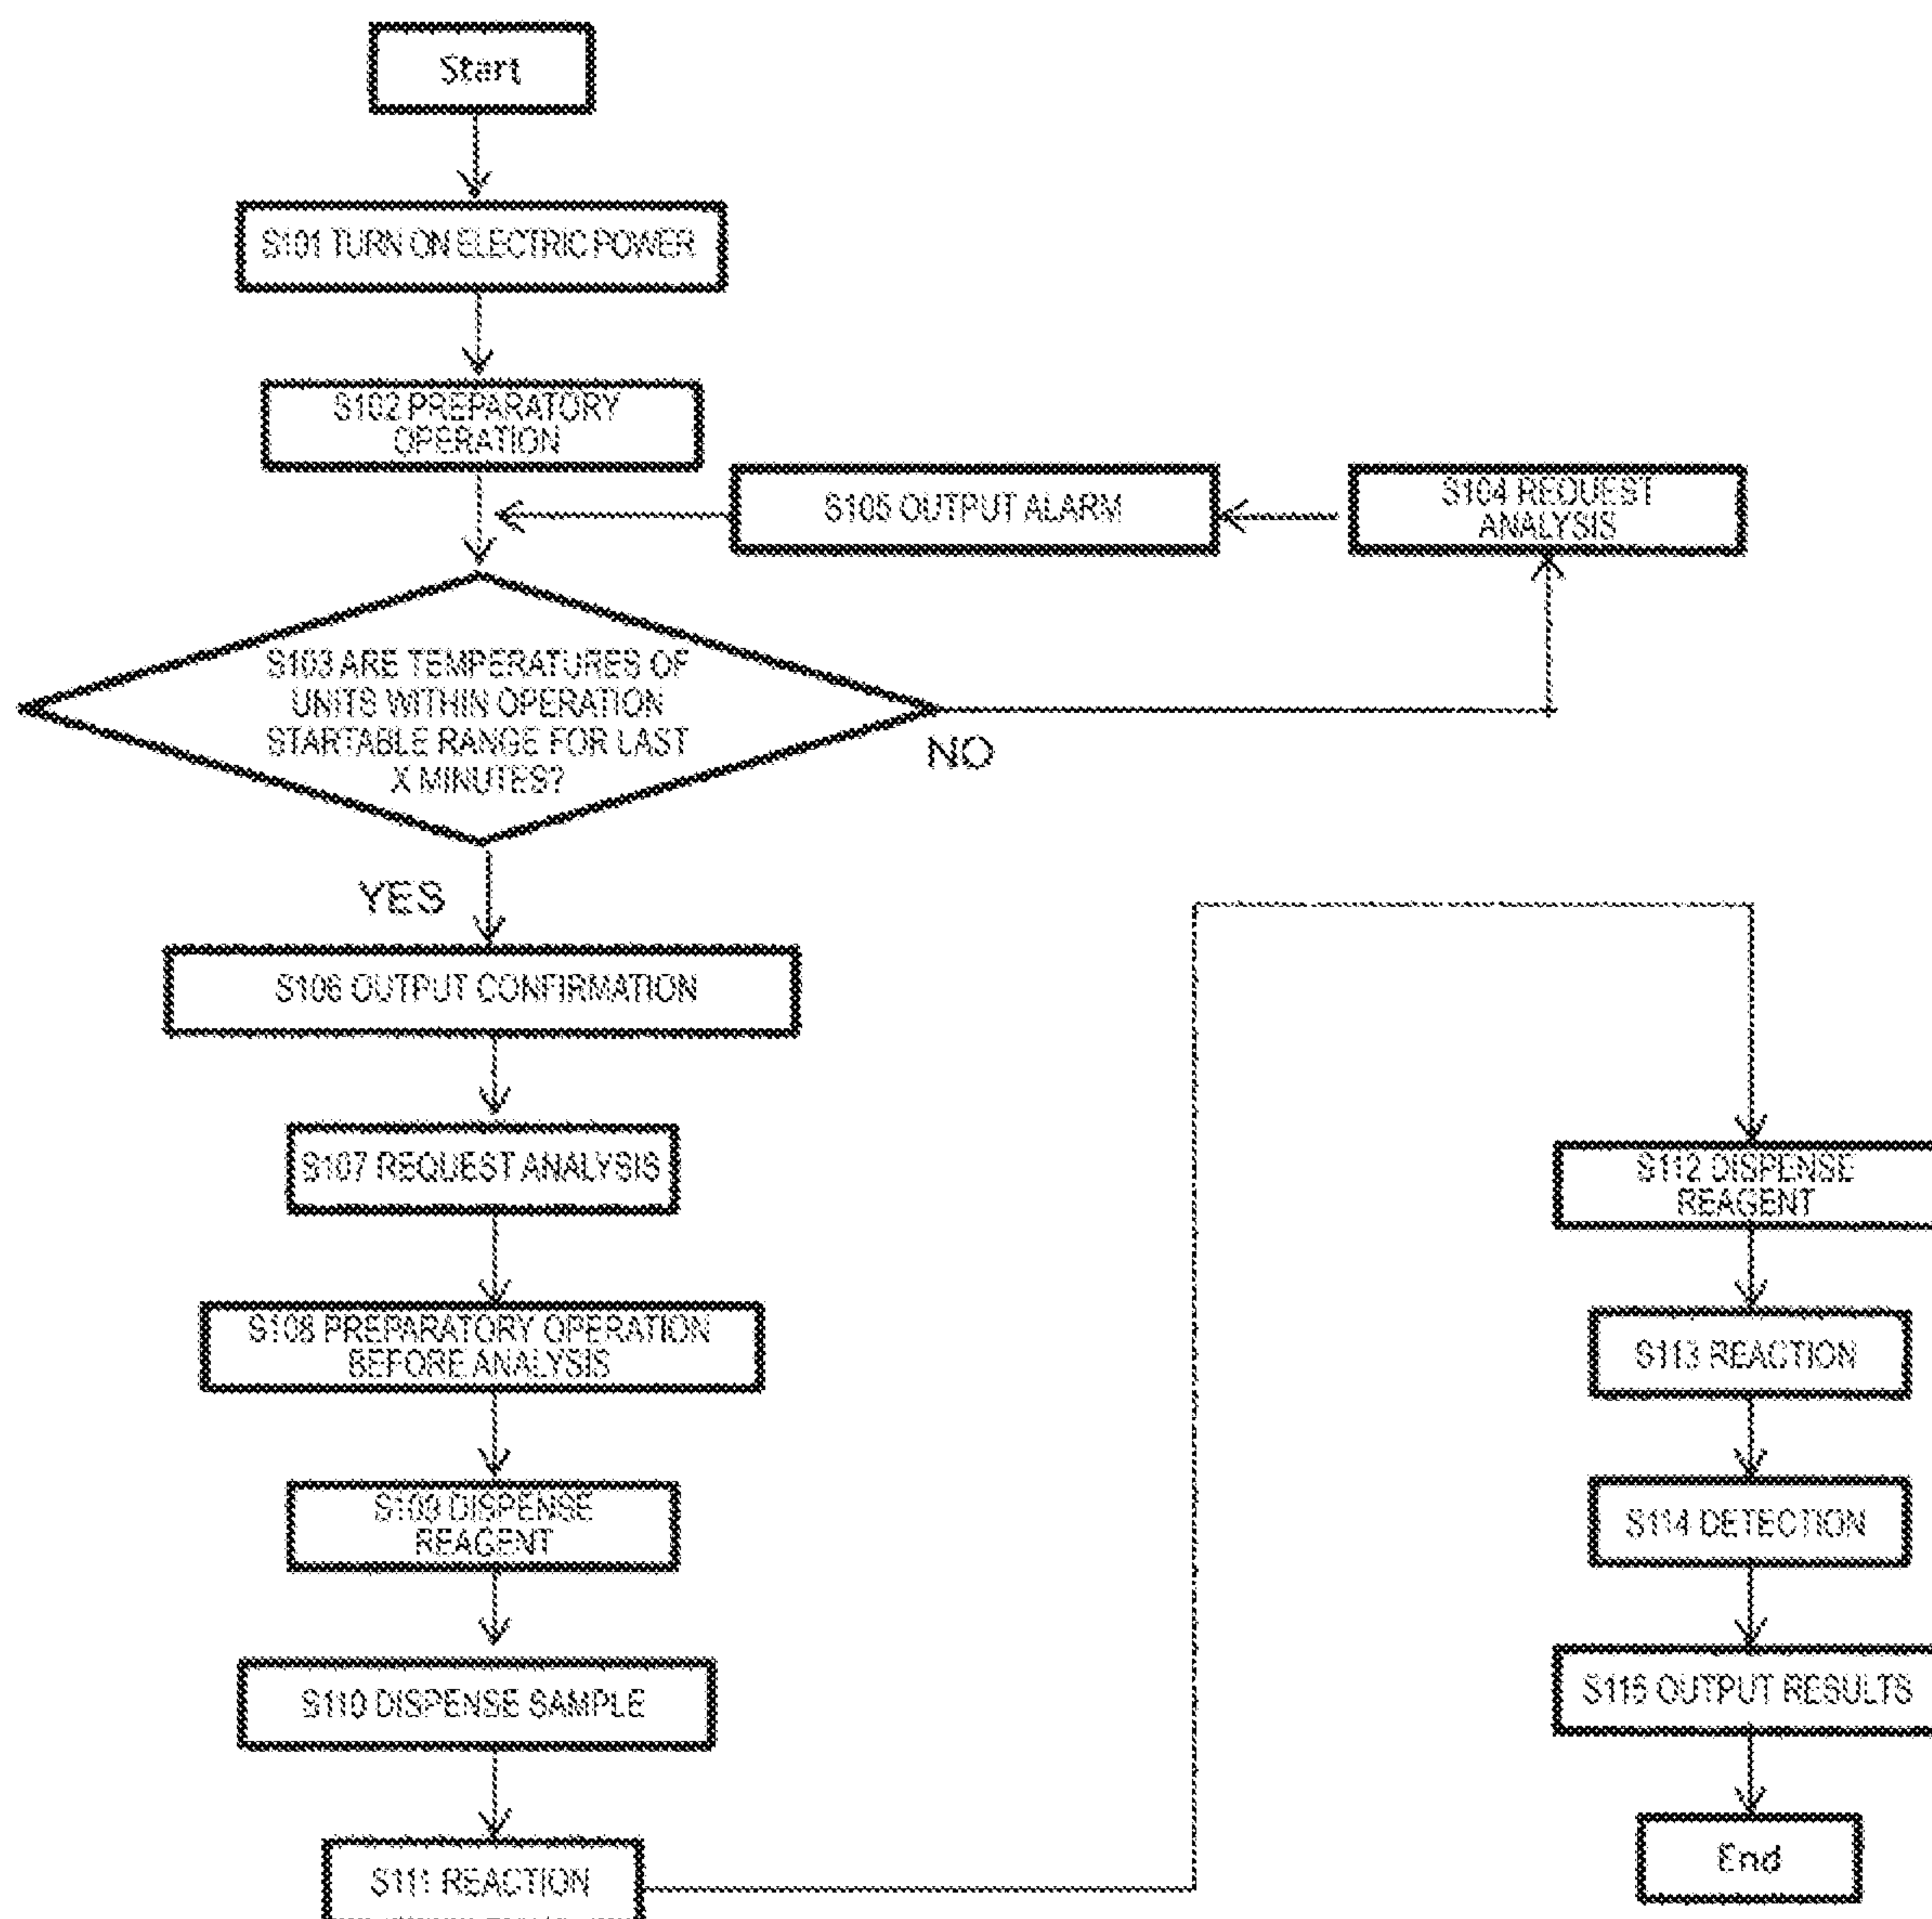 Start
S101 TURN ON ELECTRIC POWER
S102 PREPARATORY
OPERATION
S105 OUTPUT ALARM
S104 REQUEST
ANALYSIS
S103 ARE TEMPERATURES OF
UNITS WITHIN OPERATION
STARTABLE RANGE FOR LAST
X MINUTES?
NO
YES
S106 OUTPUT CONFIRMATION
S107 REQUEST ANALYSIS
S108 PREPARATORY OPERATION
BEFORE ANALYSIS
S109 DISPENSE
REAGENT
S110 DISPENSE SAMPLE
S111 REACTION
S112 DISPENSE
REAGENT
S113 REACTION
S114 DETECTION
S115 OUTPUT RESULTS
End